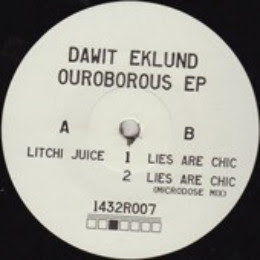 DAWIT EKLUND
OUROBOROUS EP
A B
LITCHI JUICE 1 LIES ARE CHIC
2 LIES ARE CHIC
(MICRODOSE MIX)
1432R007